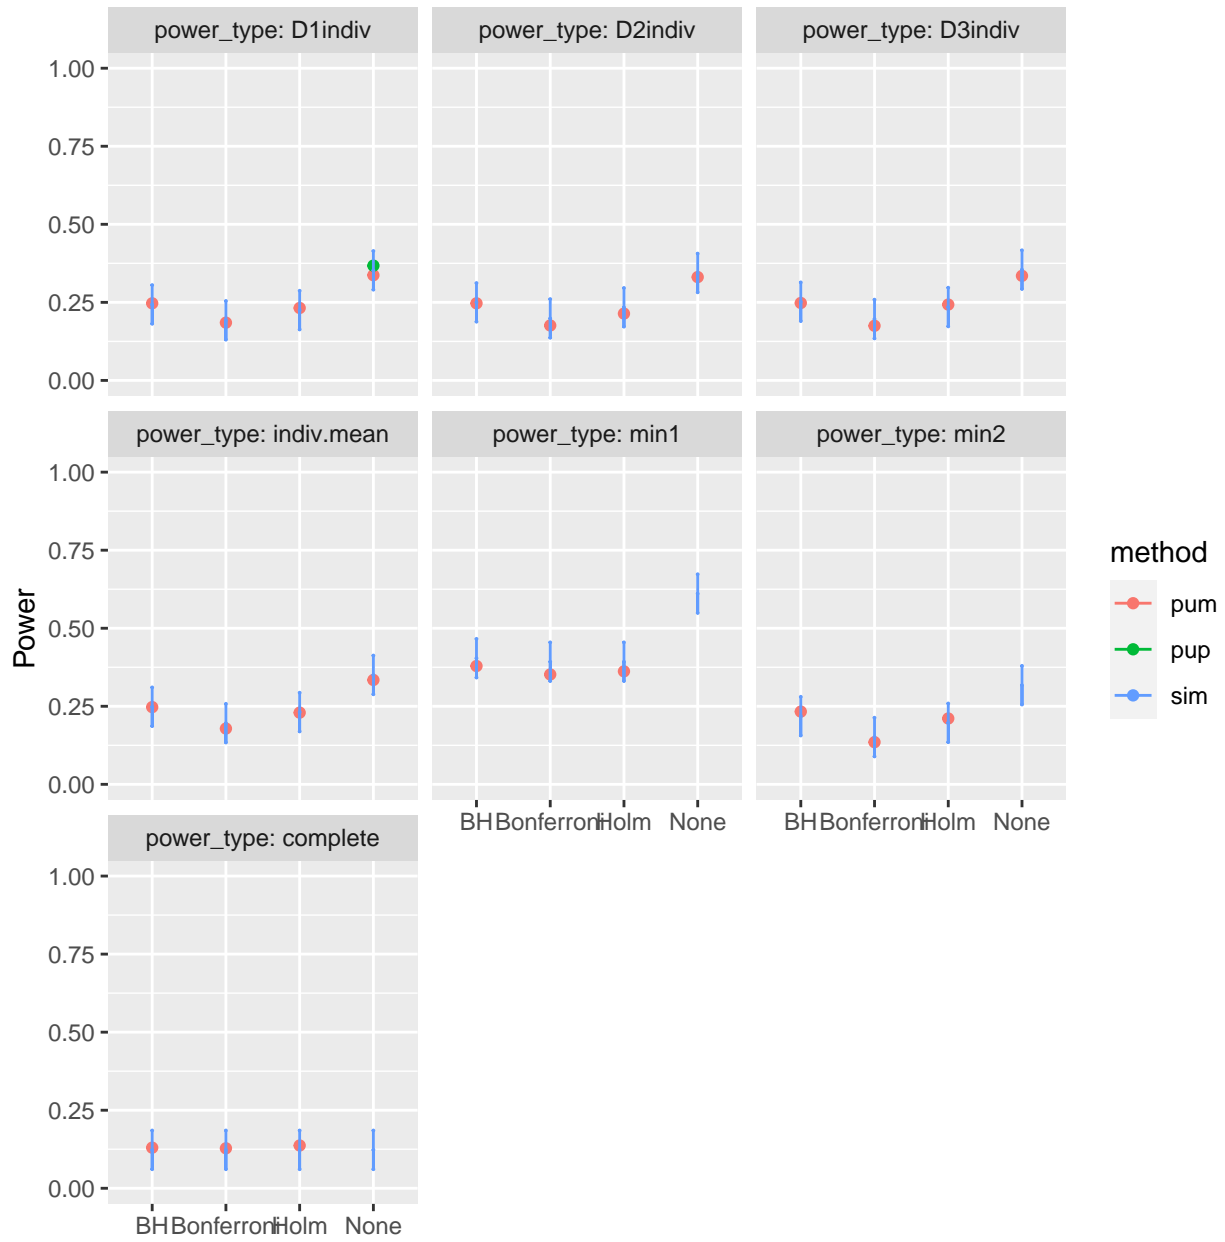 power_type: D1indiv power_type: D2indiv power_type: D3indiv
1.00
0.75
0.50
0.25
0.00
power_type: indiv.mean power_type: min1 power_type: min2
1.00
0.75
0.50
0.25
0.00
BH Bonferroni Holm None BH Bonferroni Holm None
power_type: complete
1.00
0.75
0.50
0.25
0.00
BH Bonferroni Holm None
Power
method
pum
pup
sim